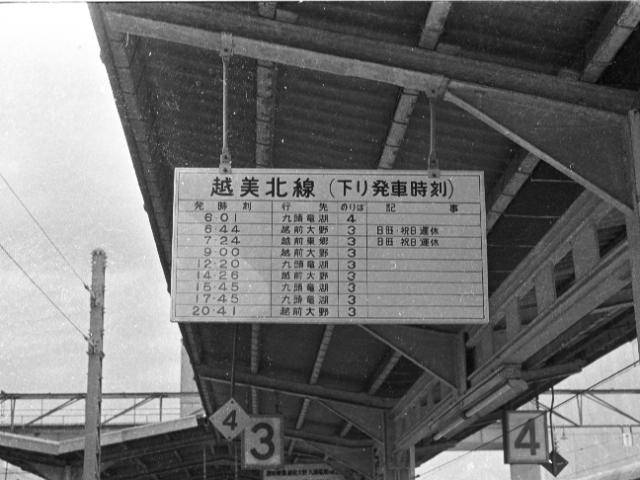 越美北線（下り発車時刻）
発時刻 行先 のりば 記事
6-01 九頭竜湖 4
6-44 越前大野 3 日曜・祝日運休
7-24 越前東郷 3 日曜・祝日運休
9-00 越前大野 3
12-20 九頭竜湖 3
14-26 越前大野 3
15-45 九頭竜湖 3
17-45 九頭竜湖 3
20-41 越前大野 3
4
3
4